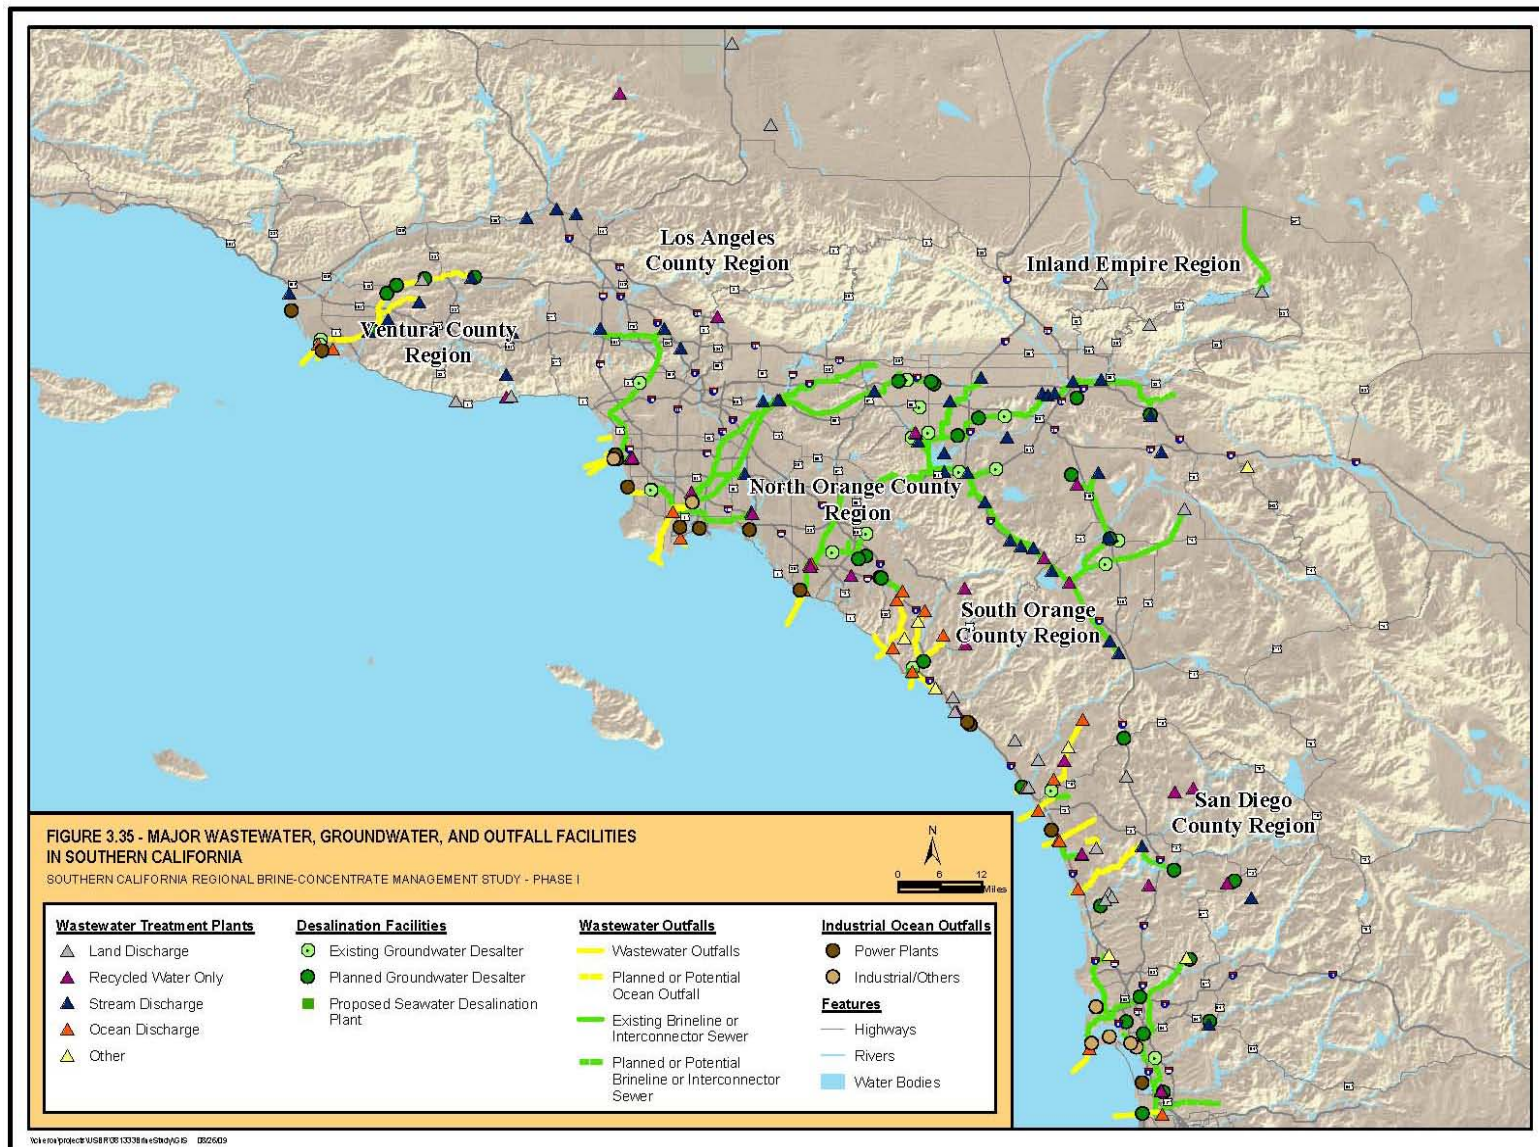 Los Angeles
County Region
Inland Empire Region
Ventura County
Region
North Orange County
Region
South Orange
County Region
San Diego
County Region
FIGURE 3.35 - MAJOR WASTEWATER, GROUNDWATER, AND OUTFALL FACILITIES
IN SOUTHERN CALIFORNIA
SOUTHERN CALIFORNIA REGIONAL BRINE-CONCENTRATE MANAGEMENT STUDY - PHASE I
N
0 6 12
Miles
Wastewater Treatment Plants
Land Discharge
Recycled Water Only
Stream Discharge
Ocean Discharge
Other
Desalination Facilities
Existing Groundwater Desalter
Planned Groundwater Desalter
Proposed Seawater Desalination
Plant
Wastewater Outfalls
Wastewater Outfalls
Planned or Potential
Ocean Outfall
Existing Brineline or
Interconnector Sewer
Planned or Potential
Brineline or Interconnector
Sewer
Industrial Ocean Outfalls
Power Plants
Industrial/Others
Features
Highways
Rivers
Water Bodies